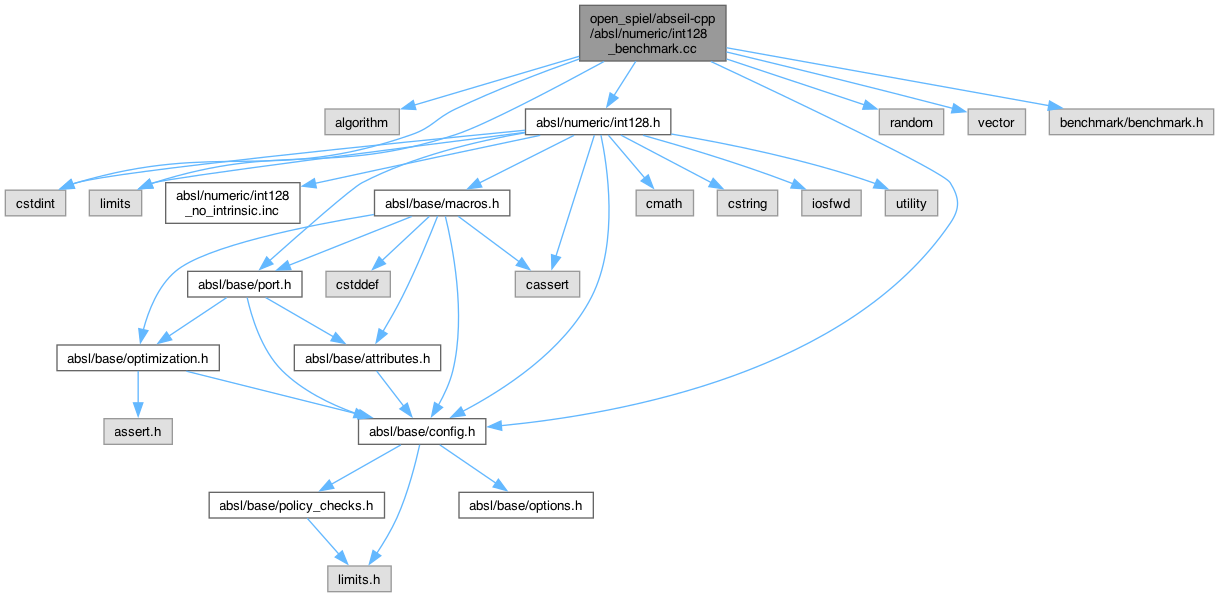 open_spiel/abseil-cpp
/absl/numeric/int128
_benchmark.cc
algorithm
absl/numeric/int128.h
random
vector
benchmark/benchmark.h
cstdint
limits
absl/numeric/int128
_no_intrinsic.inc
absl/base/macros.h
cmath
cstring
iosfwd
utility
absl/base/port.h
cstddef
cassert
absl/base/optimization.h
absl/base/attributes.h
assert.h
absl/base/config.h
absl/base/policy_checks.h
absl/base/options.h
limits.h